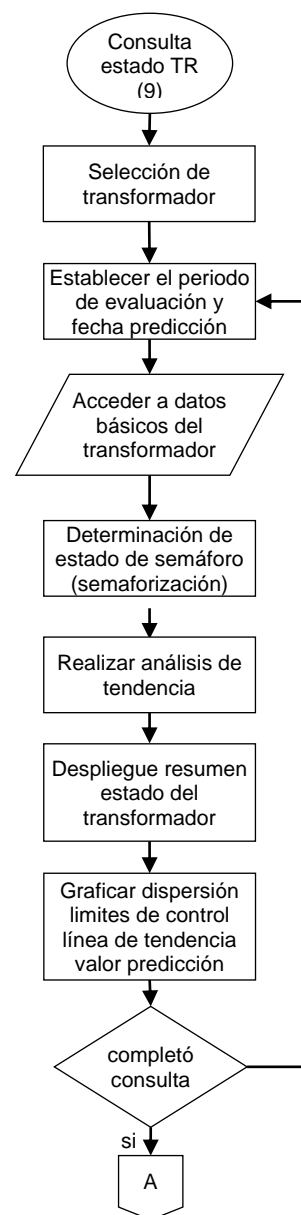 Consulta
estado TR
(9)
Selección de
transformador
Establecer el periodo
de evaluación y
fecha predicción
Acceder a datos
básicos del
transformador
Determinación de
estado de semáforo
(semaforización)
Realizar análisis de
tendencia
Despliegue resumen
estado del
transformador
Graficar dispersión
limites de control
línea de tendencia
valor predicción
completó
consulta
si
A